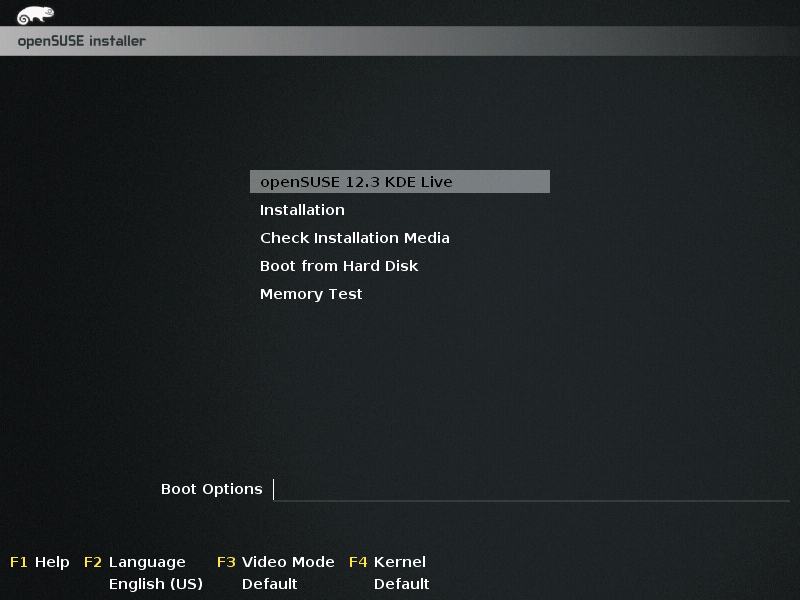 openSUSE installer
openSUSE 12.3 KDE Live
Installation
Check Installation Media
Boot from Hard Disk
Memory Test
Boot Options
F1 Help F2 Language F3 Video Mode F4 Kernel
English (US) Default Default